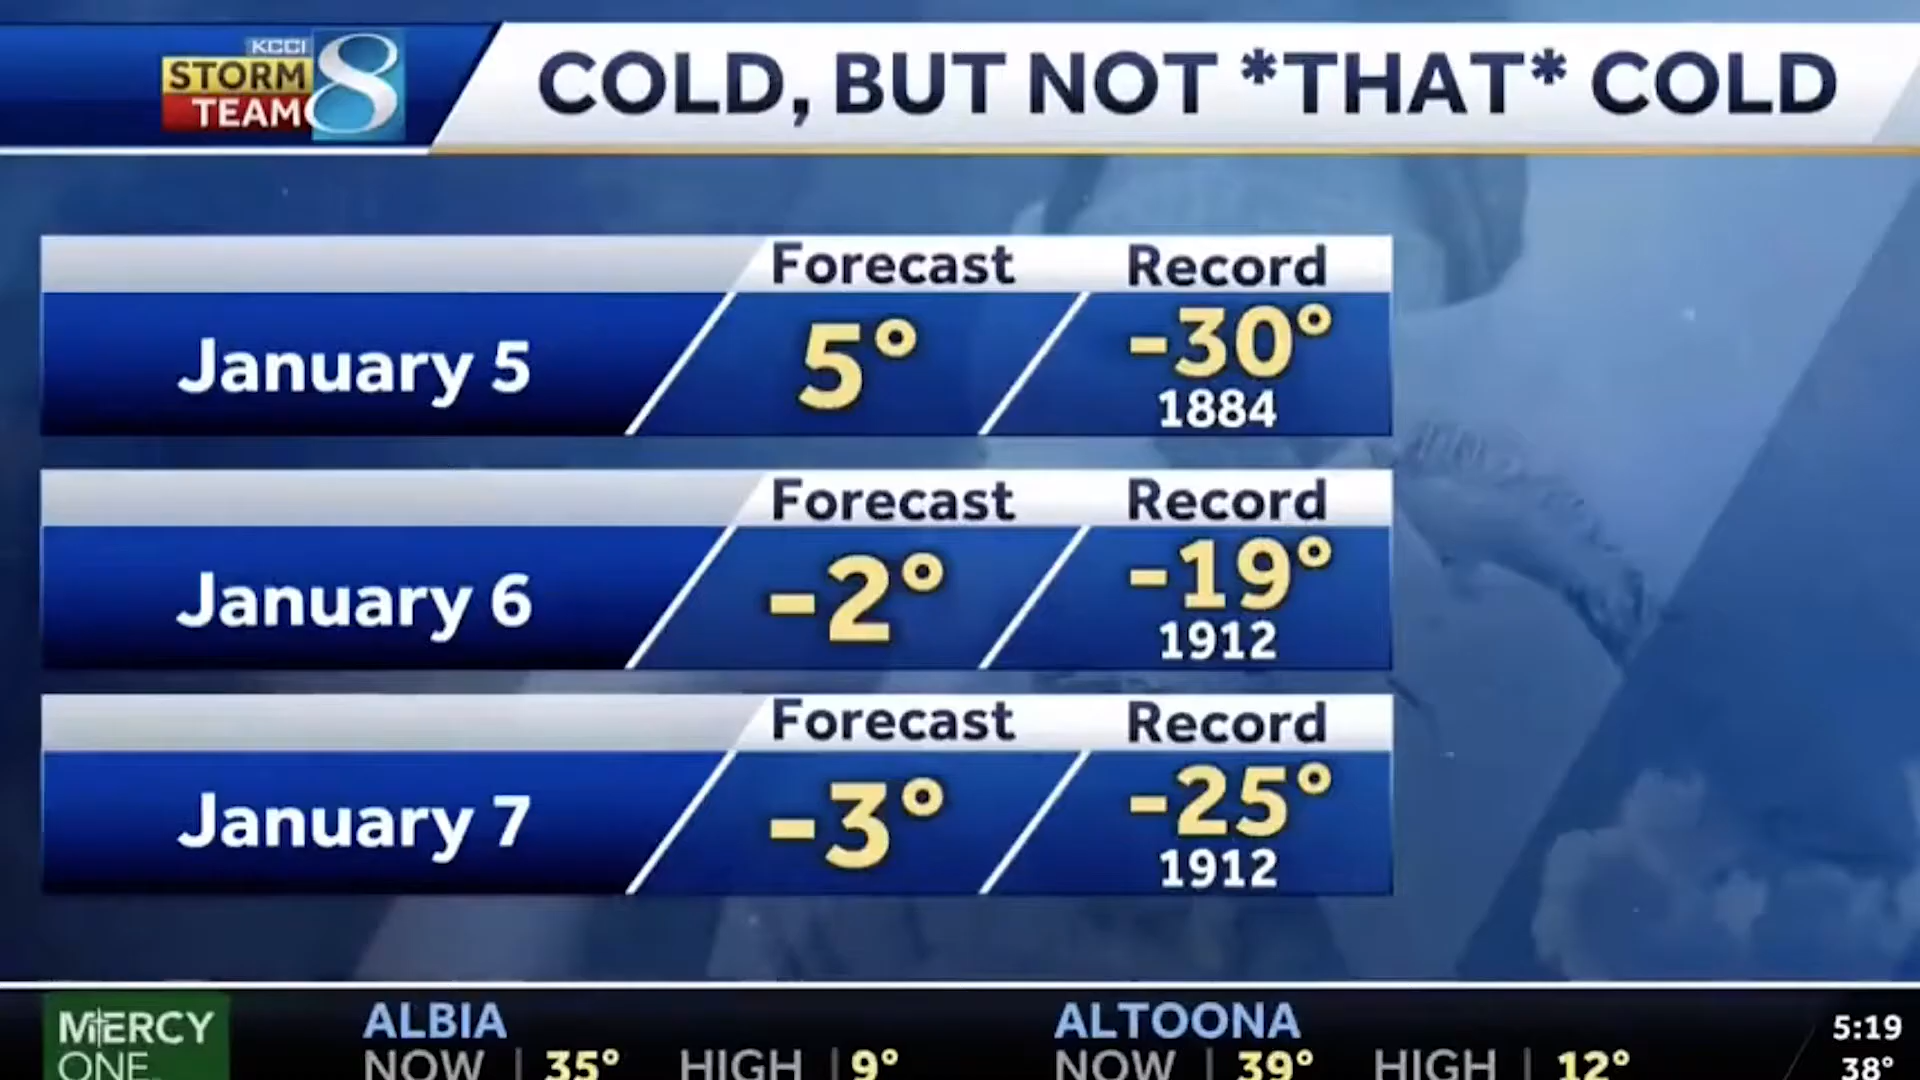 KCCI
STORM
TEAM 8
COLD, BUT NOT *THAT* COLD
Forecast Record
January 5 5° -30°
1884
Forecast Record
January 6 -2° -19°
1912
Forecast Record
January 7 -3° -25°
1912
MERCY
ONE.
ALBIA
NOW 35° HIGH 9°
ALTOONA
NOW 39° HIGH 12°
5:19
38°